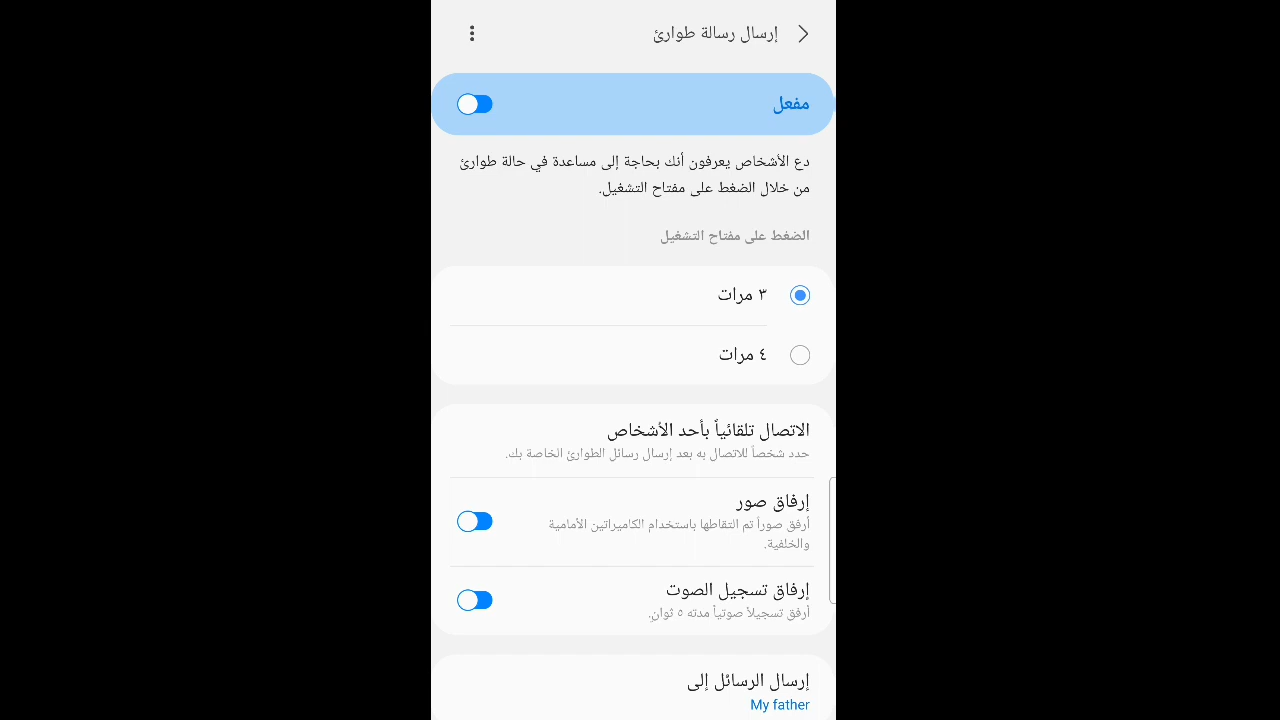 إرسال رسالة طوارئ
مفعل
دع الأشخاص يعرفون أنك بحاجة إلى مساعدة في حالة طوارئ
من خلال الضغط على مفتاح التشغيل.
الضغط على مفتاح التشغيل
٣ مرات
٤ مرات
الاتصال تلقائياً بأحد الأشخاص
حدد شخصاً للاتصال به بعد إرسال رسائل الطوارئ الخاصة بك.
إرفاق صور
أرفق صوراً تم التقاطها باستخدام الكاميراتين الأمامية
والخلفية.
إرفاق تسجيل الصوت
أرفق تسجيلاً صوتياً مدته ٥ ثوانٍ.
إرسال الرسائل إلى
My father